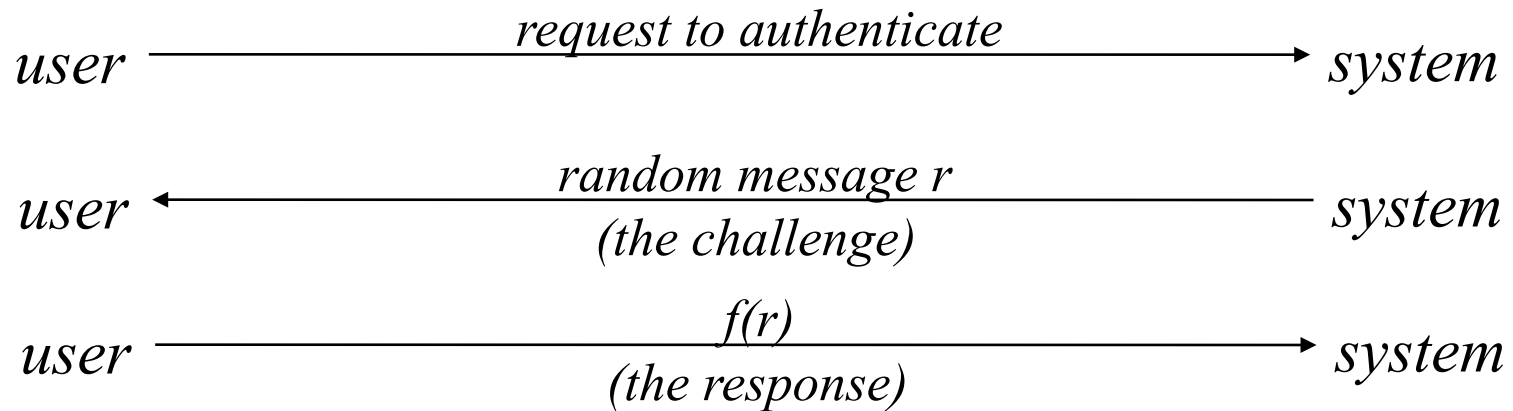 request to authenticate
user system
random message r
user system
(the challenge)
f(r)
user system
(the response)